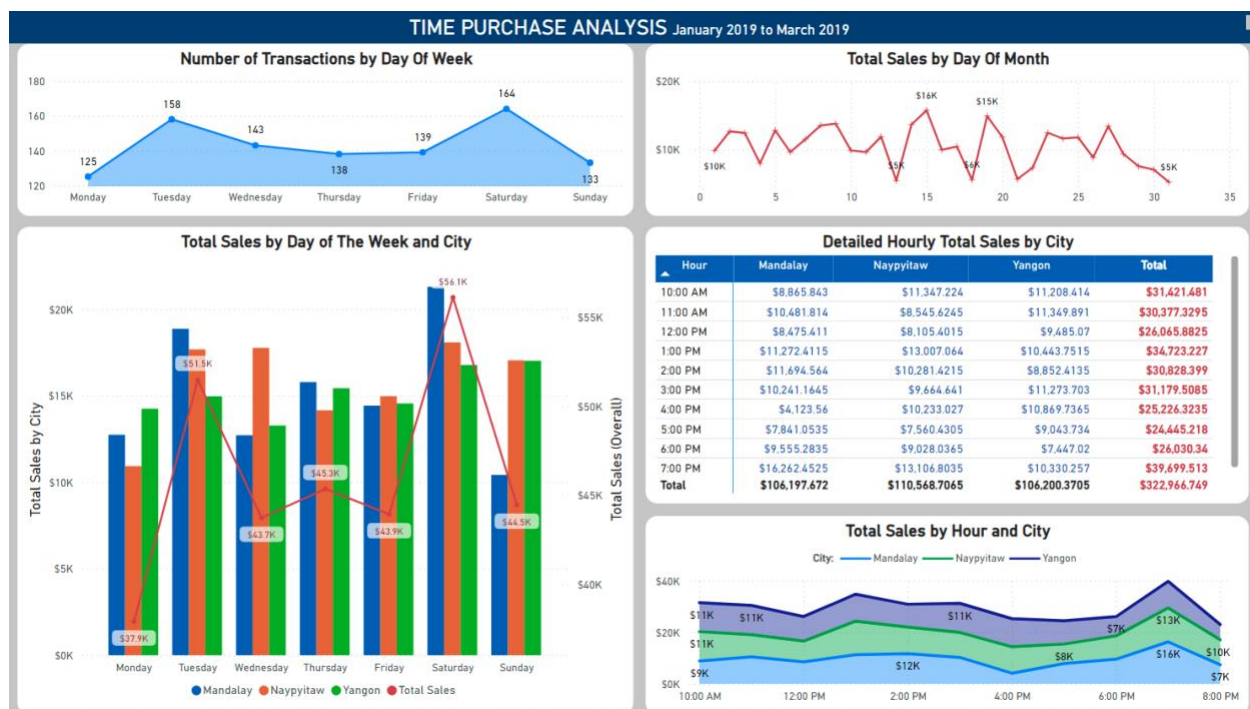 TIME PURCHASE ANALYSIS January 2019 to March 2019
Number of Transactions by Day Of Week
180
160
140
120
125
158
143
138
139
164
133
Monday Tuesday Wednesday Thursday Friday Saturday Sunday
Total Sales by Day Of Month
$20K
$10K
$10K
$5K
$16K
$6K
$15K
$5K
0 5 10 15 20 25 30 35
Total Sales by Day of The Week and City
Total Sales by City
$20K
$15K
$10K
$5K
$0K
$37.9K
$51.5K
$43.7K
$45.3K
$43.9K
$56.1K
$44.5K
$55K
$50K
$45K
$40K
Total Sales (Overall)
Monday Tuesday Wednesday Thursday Friday Saturday Sunday
Mandalay Naypyitaw Yangon Total Sales
Detailed Hourly Total Sales by City
Hour Mandalay Naypyitaw Yangon Total
10:00 AM $8,865.843 $11,347.224 $11,208.414 $31,421.481
11:00 AM $10,481.814 $8,545.6245 $11,349.891 $30,377.3295
12:00 PM $8,475.411 $8,105.4015 $9,485.07 $26,065.8825
1:00 PM $11,272.4115 $13,007.064 $10,443.7515 $34,723.227
2:00 PM $11,694.564 $10,281.4215 $8,852.4135 $30,828.399
3:00 PM $10,241.1645 $9,664.641 $11,273.703 $31,179.5085
4:00 PM $4,123.56 $10,233.027 $10,869.7365 $25,226.3235
5:00 PM $7,841.0535 $7,560.4305 $9,043.734 $24,445.218
6:00 PM $9,555.2835 $9,028.0365 $7,447.02 $26,030.34
7:00 PM $16,262.4525 $13,106.8035 $10,330.257 $39,699.513
Total $106,197.672 $110,568.7065 $106,200.3705 $322,966.749
Total Sales by Hour and City
City: Mandalay Naypyitaw Yangon
$40K
$20K
$0K
$11K $11K $11K $7K
$11K $8K $13K $10K
$9K $12K $16K $7K
10:00 AM 12:00 PM 2:00 PM 4:00 PM 6:00 PM 8:00 PM